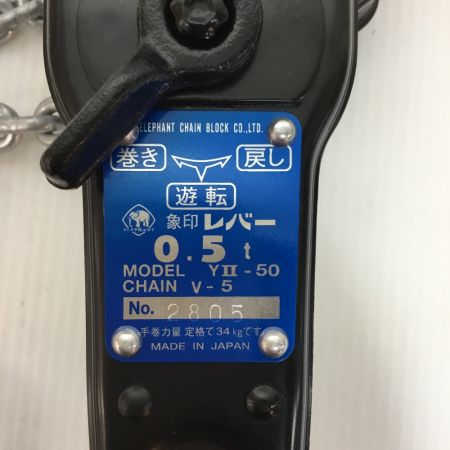 ELEPHANT CHAIN BLOCK CO.,LTD.
巻き 戻し
遊転
ELEPHANT 象印 レバー
0.5 t
MODEL YII-50
CHAIN V-5
No. 2805
手巻力量 定格で34kgです
MADE IN JAPAN